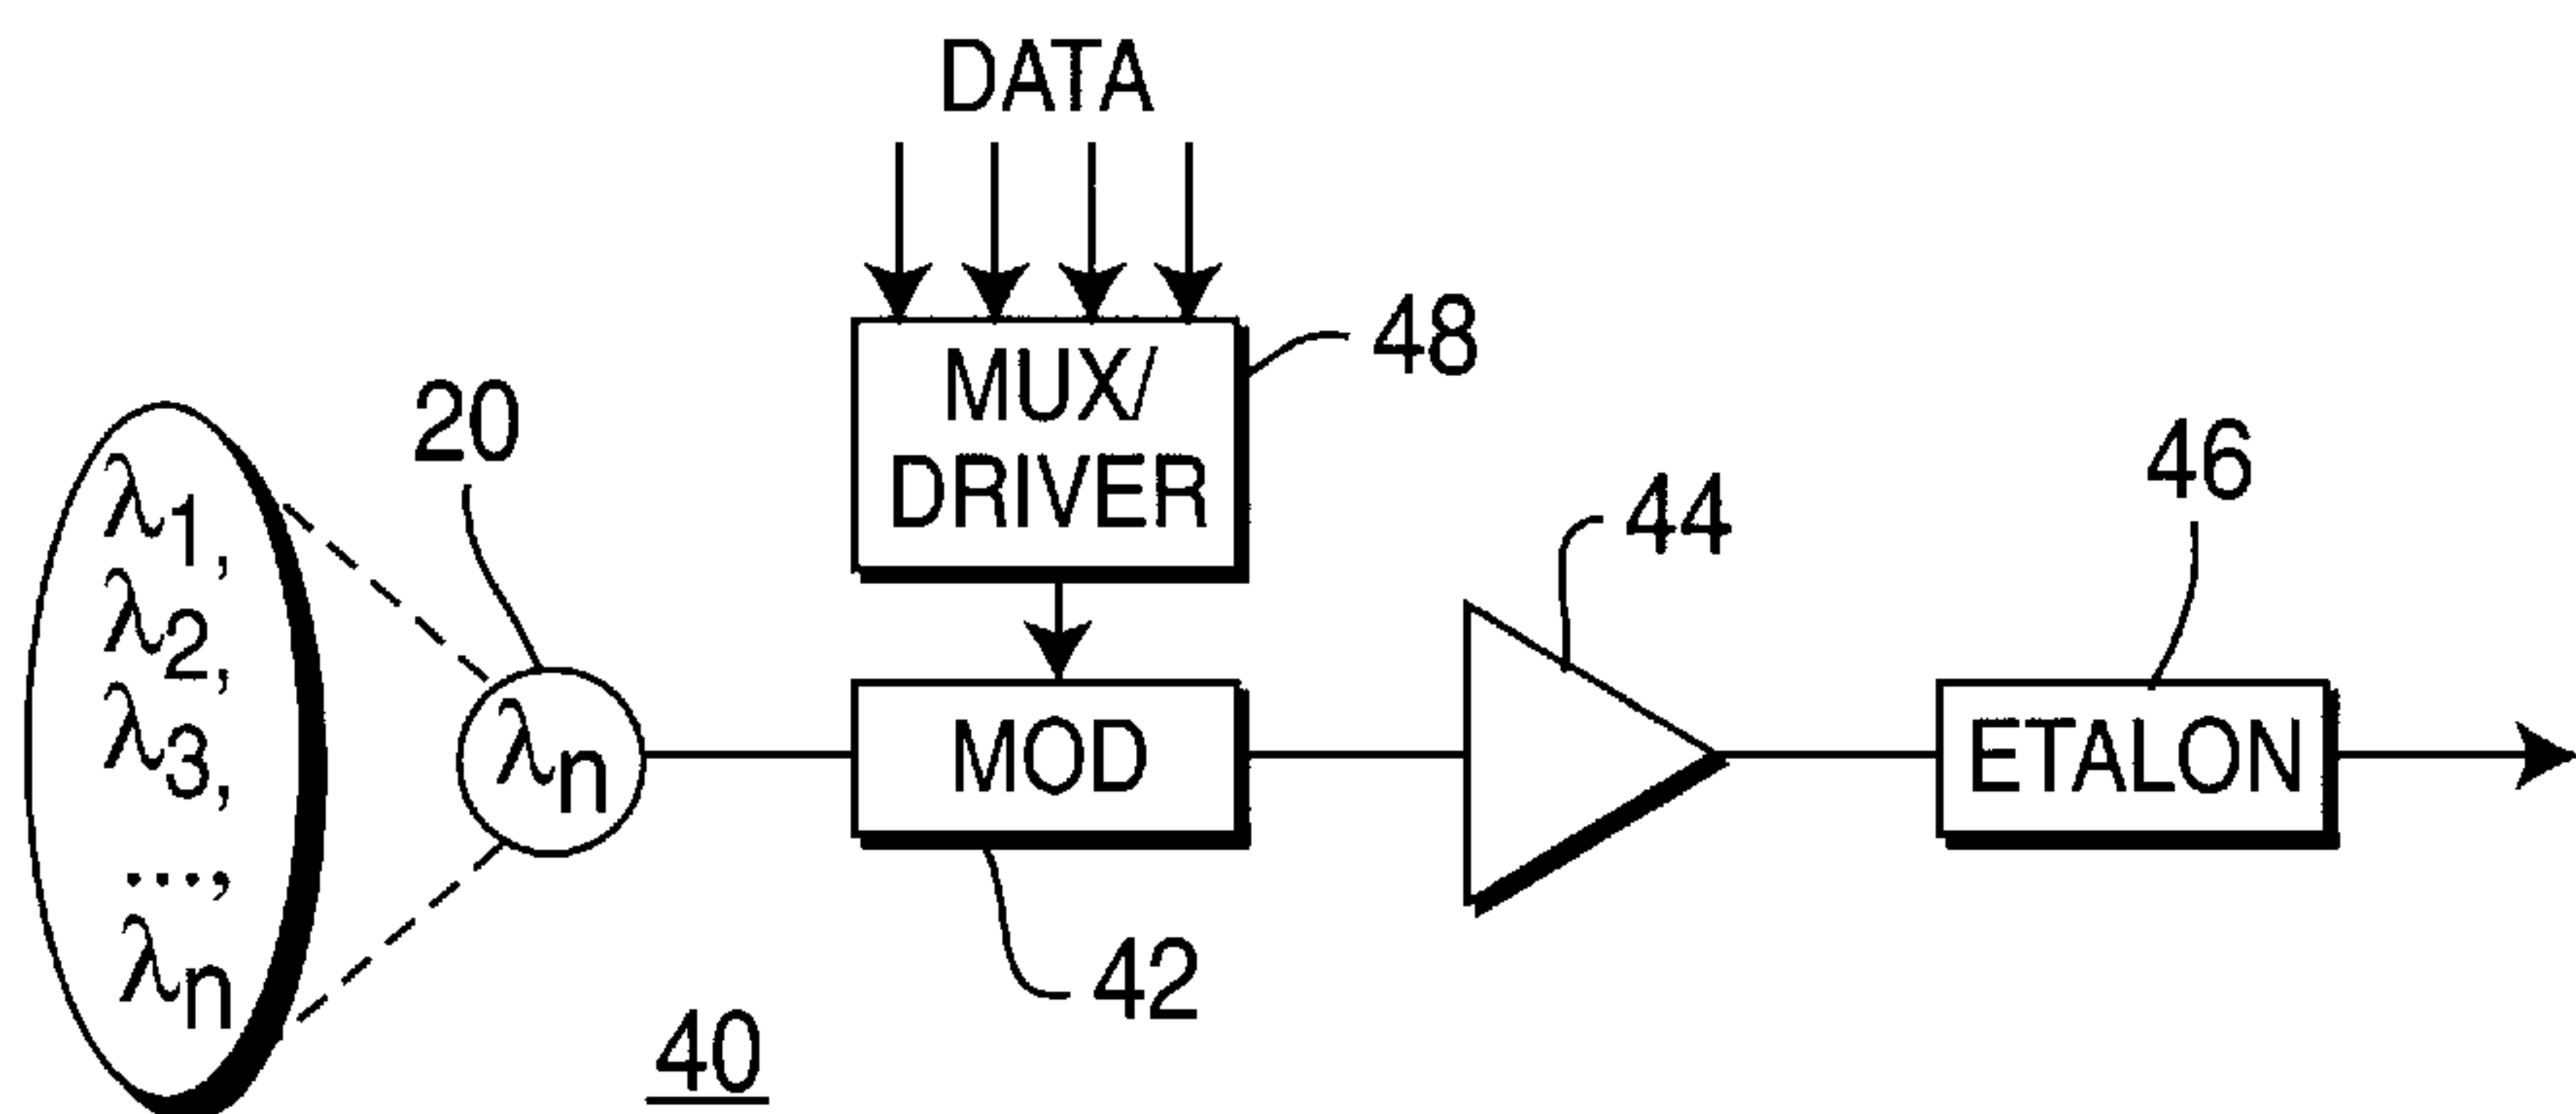 DATA
MUX/
DRIVER
48
20
λ1,
λ2,
λ3,
...,
λn
λn
MOD
42
44
ETALON
46
40